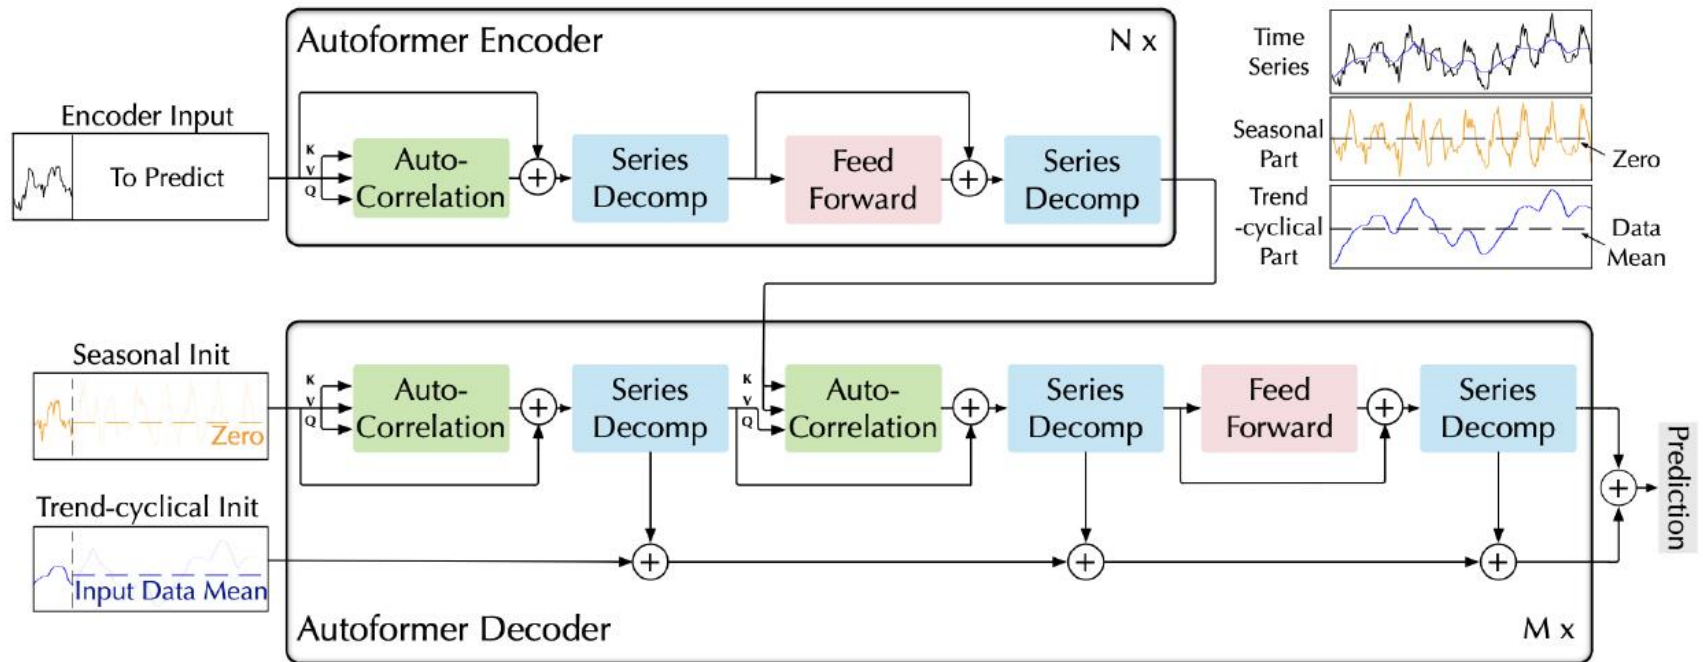 Autoformer Encoder
N x
Encoder Input
To Predict
K
V
Q
Auto-
Correlation
+
Series
Decomp
Feed
Forward
+
Series
Decomp
Time
Series
Seasonal
Part
Zero
Trend
-cyclical
Part
Data
Mean
Seasonal Init
Zero
K
V
Q
Auto-
Correlation
+
Series
Decomp
K
V
Q
Auto-
Correlation
+
Series
Decomp
Feed
Forward
+
Series
Decomp
+
Prediction
Trend-cyclical Init
Input Data Mean
+
+
+
Autoformer Decoder
M x